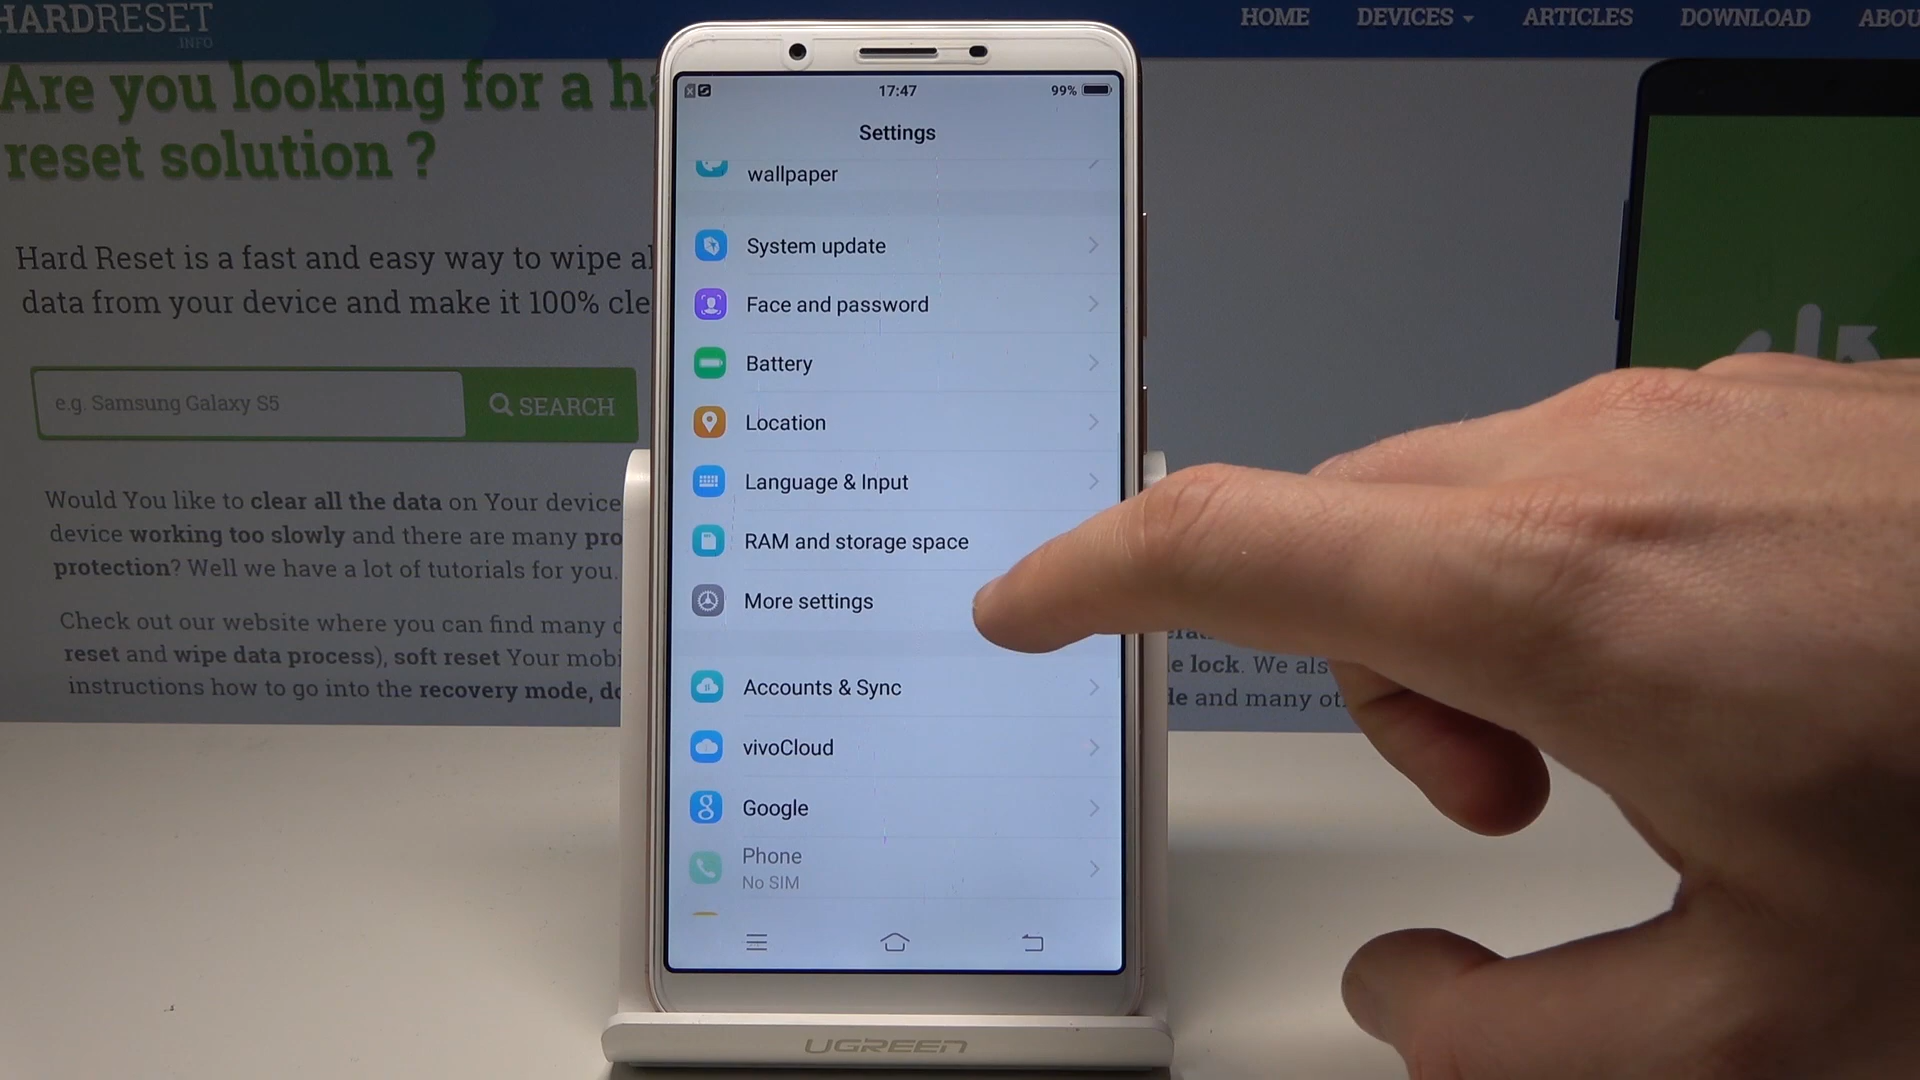 HARDRESET
INFO
HOME DEVICES ARTICLES DOWNLOAD ABOU
Are you looking for a ha
reset solution ?
Hard Reset is a fast and easy way to wipe al
data from your device and make it 100% cle
e.g. Samsung Galaxy S5
SEARCH
Would You like to clear all the data on Your device
device working too slowly and there are many pro
protection? Well we have a lot of tutorials for you.
Check out our website where you can find many d
reset and wipe data process), soft reset Your mobi
instructions how to go into the recovery mode, do
e lock. We als
de and many ot
17:47
99%
Settings
wallpaper
System update
Face and password
Battery
Location
Language & Input
RAM and storage space
More settings
Accounts & Sync
vivoCloud
Google
Phone
No SIM
UGREEN